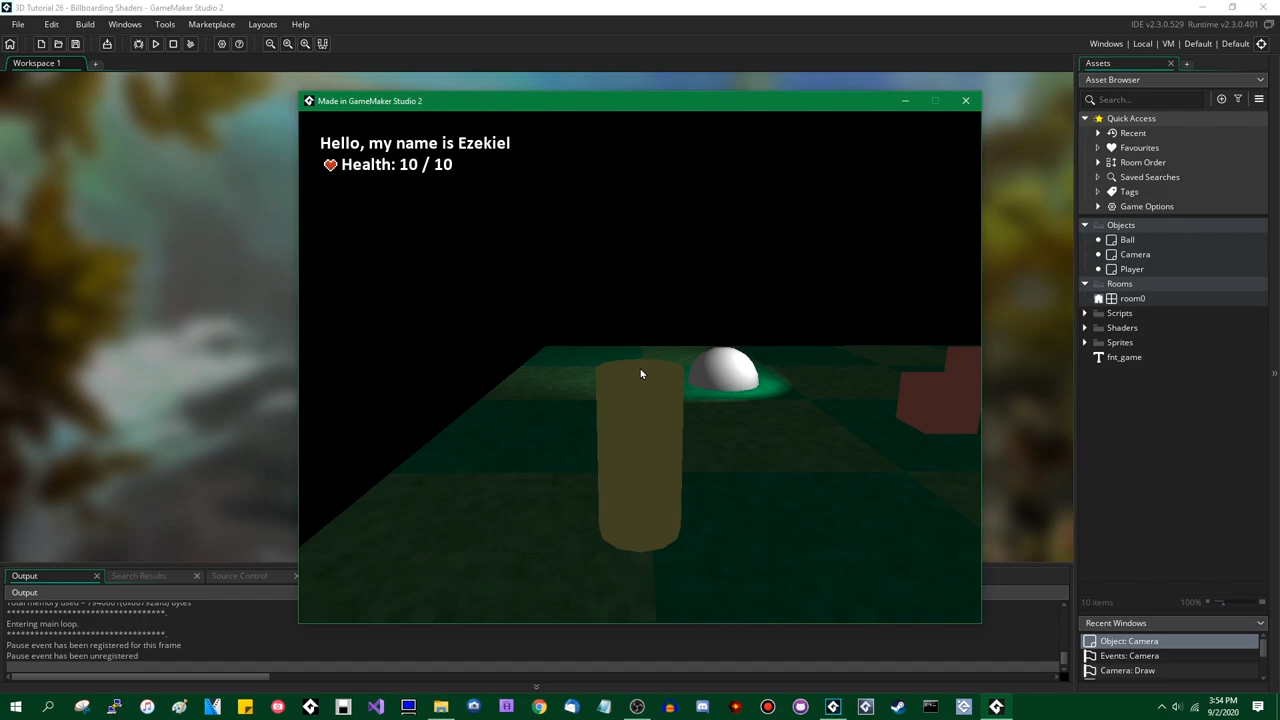 3D Tutorial 26 - Billboarding Shaders - GameMaker Studio 2
File Edit Build Windows Tools Marketplace Layouts Help
IDE v2.3.0.529 Runtime v2.3.0.401
Windows | Local | VM | Default | Default
Workspace 1
Assets
Asset Browser
Search...
Quick Access
Recent
Favourites
Room Order
Saved Searches
Tags
Game Options
Objects
Ball
Camera
Player
Rooms
room0
Scripts
Shaders
Sprites
fnt_game
10 items 100%
Recent Windows
Object: Camera
Events: Camera
Camera: Draw
Made in GameMaker Studio 2
Hello, my name is Ezekiel
Health: 10 / 10
Output Search Results Source Control
Output
Entering main loop.
Pause event has been registered for this frame
Pause event has been unregistered
3:54 PM
9/2/2020